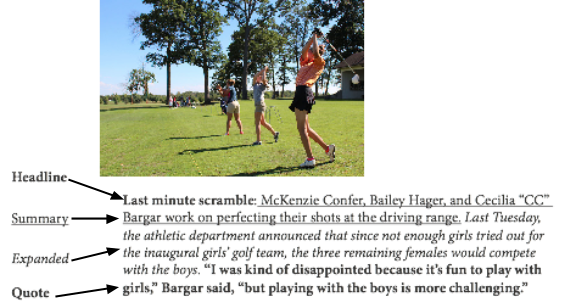 Headline
Last minute scramble: McKenzie Confer, Bailey Hager, and Cecilia “CC”
Summary
Bargar work on perfecting their shots at the driving range. Last Tuesday,
the athletic department announced that since not enough girls tried out for
Expanded
the inaugural girls’ golf team, the three remaining females would compete
with the boys. “I was kind of disappointed because it’s fun to play with
Quote
girls,” Bargar said, “but playing with the boys is more challenging.”